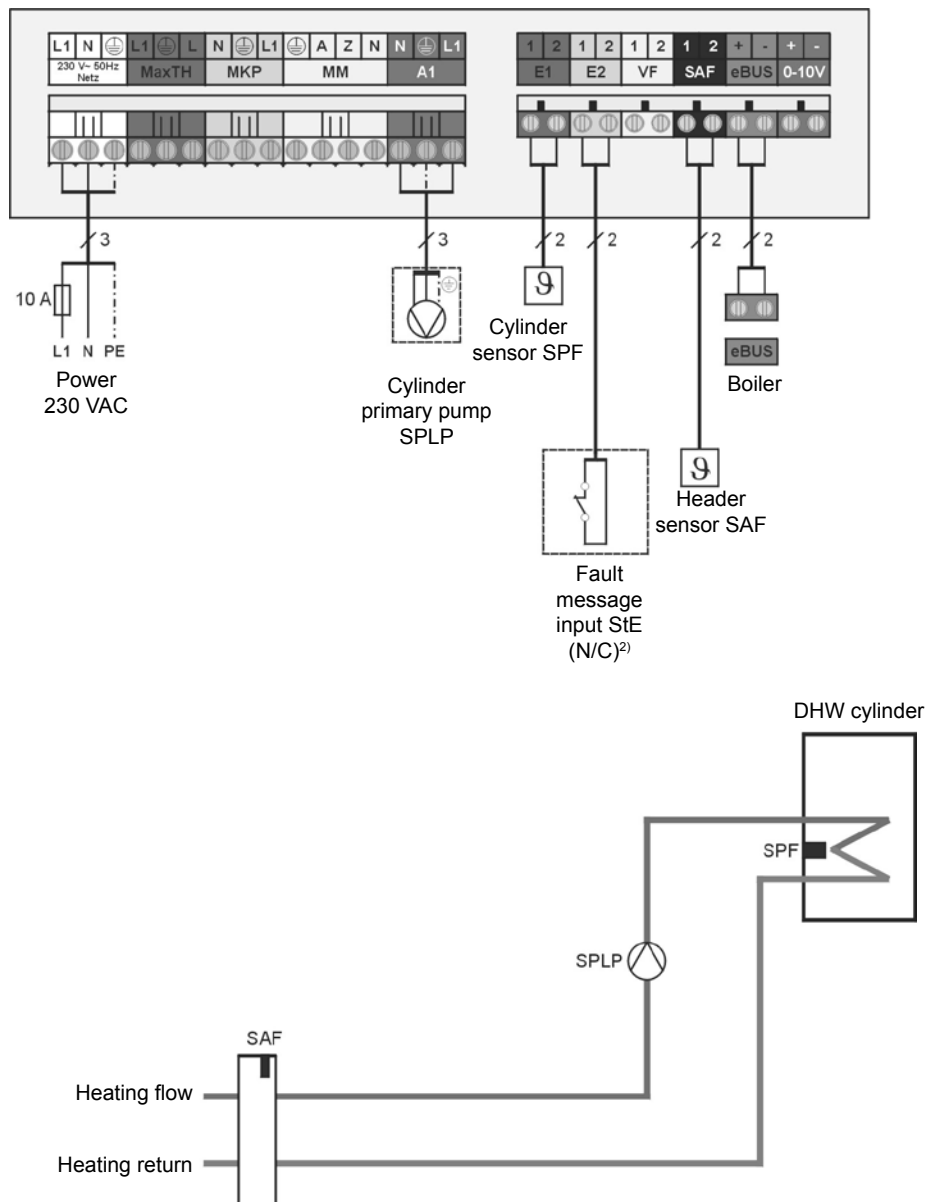 L1 N L1 L N L1 A Z N N L1
230 V~ 50Hz
Netz
MaxTH MKP MM A1
1 2 1 2 1 2 1 2 + - + -
E1 E2 VF SAF eBUS 0-10V
3 3 2 2 2 2
10 A
L1 N PE
Power
230 VAC
Cylinder
primary pump
SPLP
ϑ
Cylinder
sensor SPF
eBUS
Boiler
ϑ
Header
sensor SAF
Fault
message
input StE
(N/C)2)
DHW cylinder
SPF
SPLP
SAF
Heating flow
Heating return